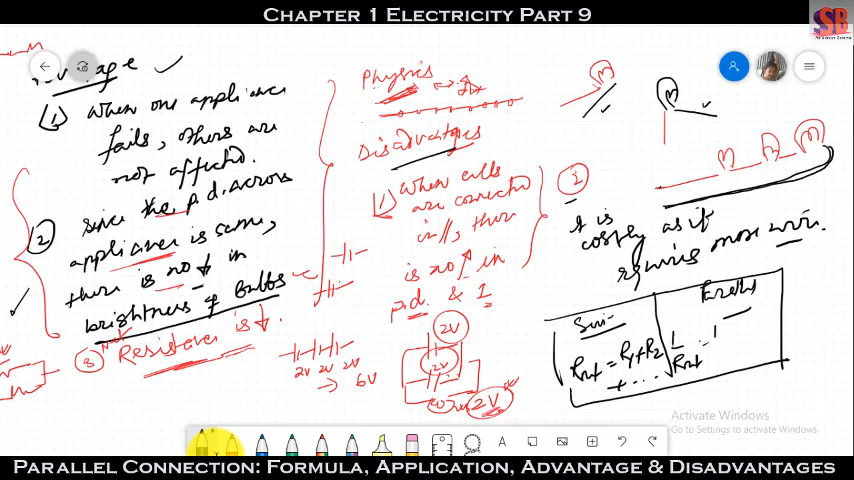 CHAPTER 1 ELECTRICITY PART 9
SB
(1) When one appliance
fails, others are
not affected.
(2) Since the p.d. across
appliances is same,
there is no ↓ in
brightness of bulbs
(3) Resistance is ↓.
Physics
Disadvantages
(1) When cells
are connected
in //, there
is no ↑ in
p.d. & I
2V 2V 2V
→ 6V
2V
2V
2V
(2)
It is
costly as it
requires more wire.
Rnet = R1 + R2
+ ...
1
Rnet
Activate Windows
Go to Settings to activate Windows.
PARALLEL CONNECTION: FORMULA, APPLICATION, ADVANTAGE & DISADVANTAGES